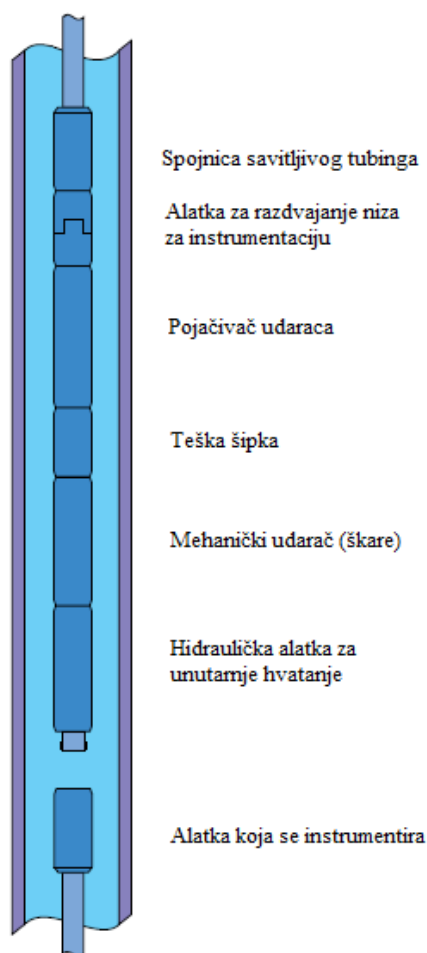 Spojnica savitljivog tubinga
Alatka za razdvajanje niza
za instrumentaciju
Pojačivač udaraca
Teška šipka
Mehanički udarač (škare)
Hidraulička alatka za
unutarnje hvatanje
Alatka koja se instrumentira